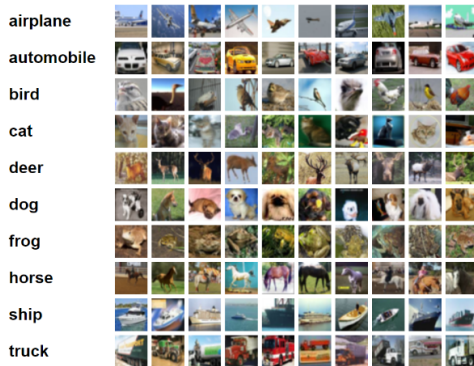 airplane
automobile
bird
cat
deer
dog
frog
horse
ship
truck